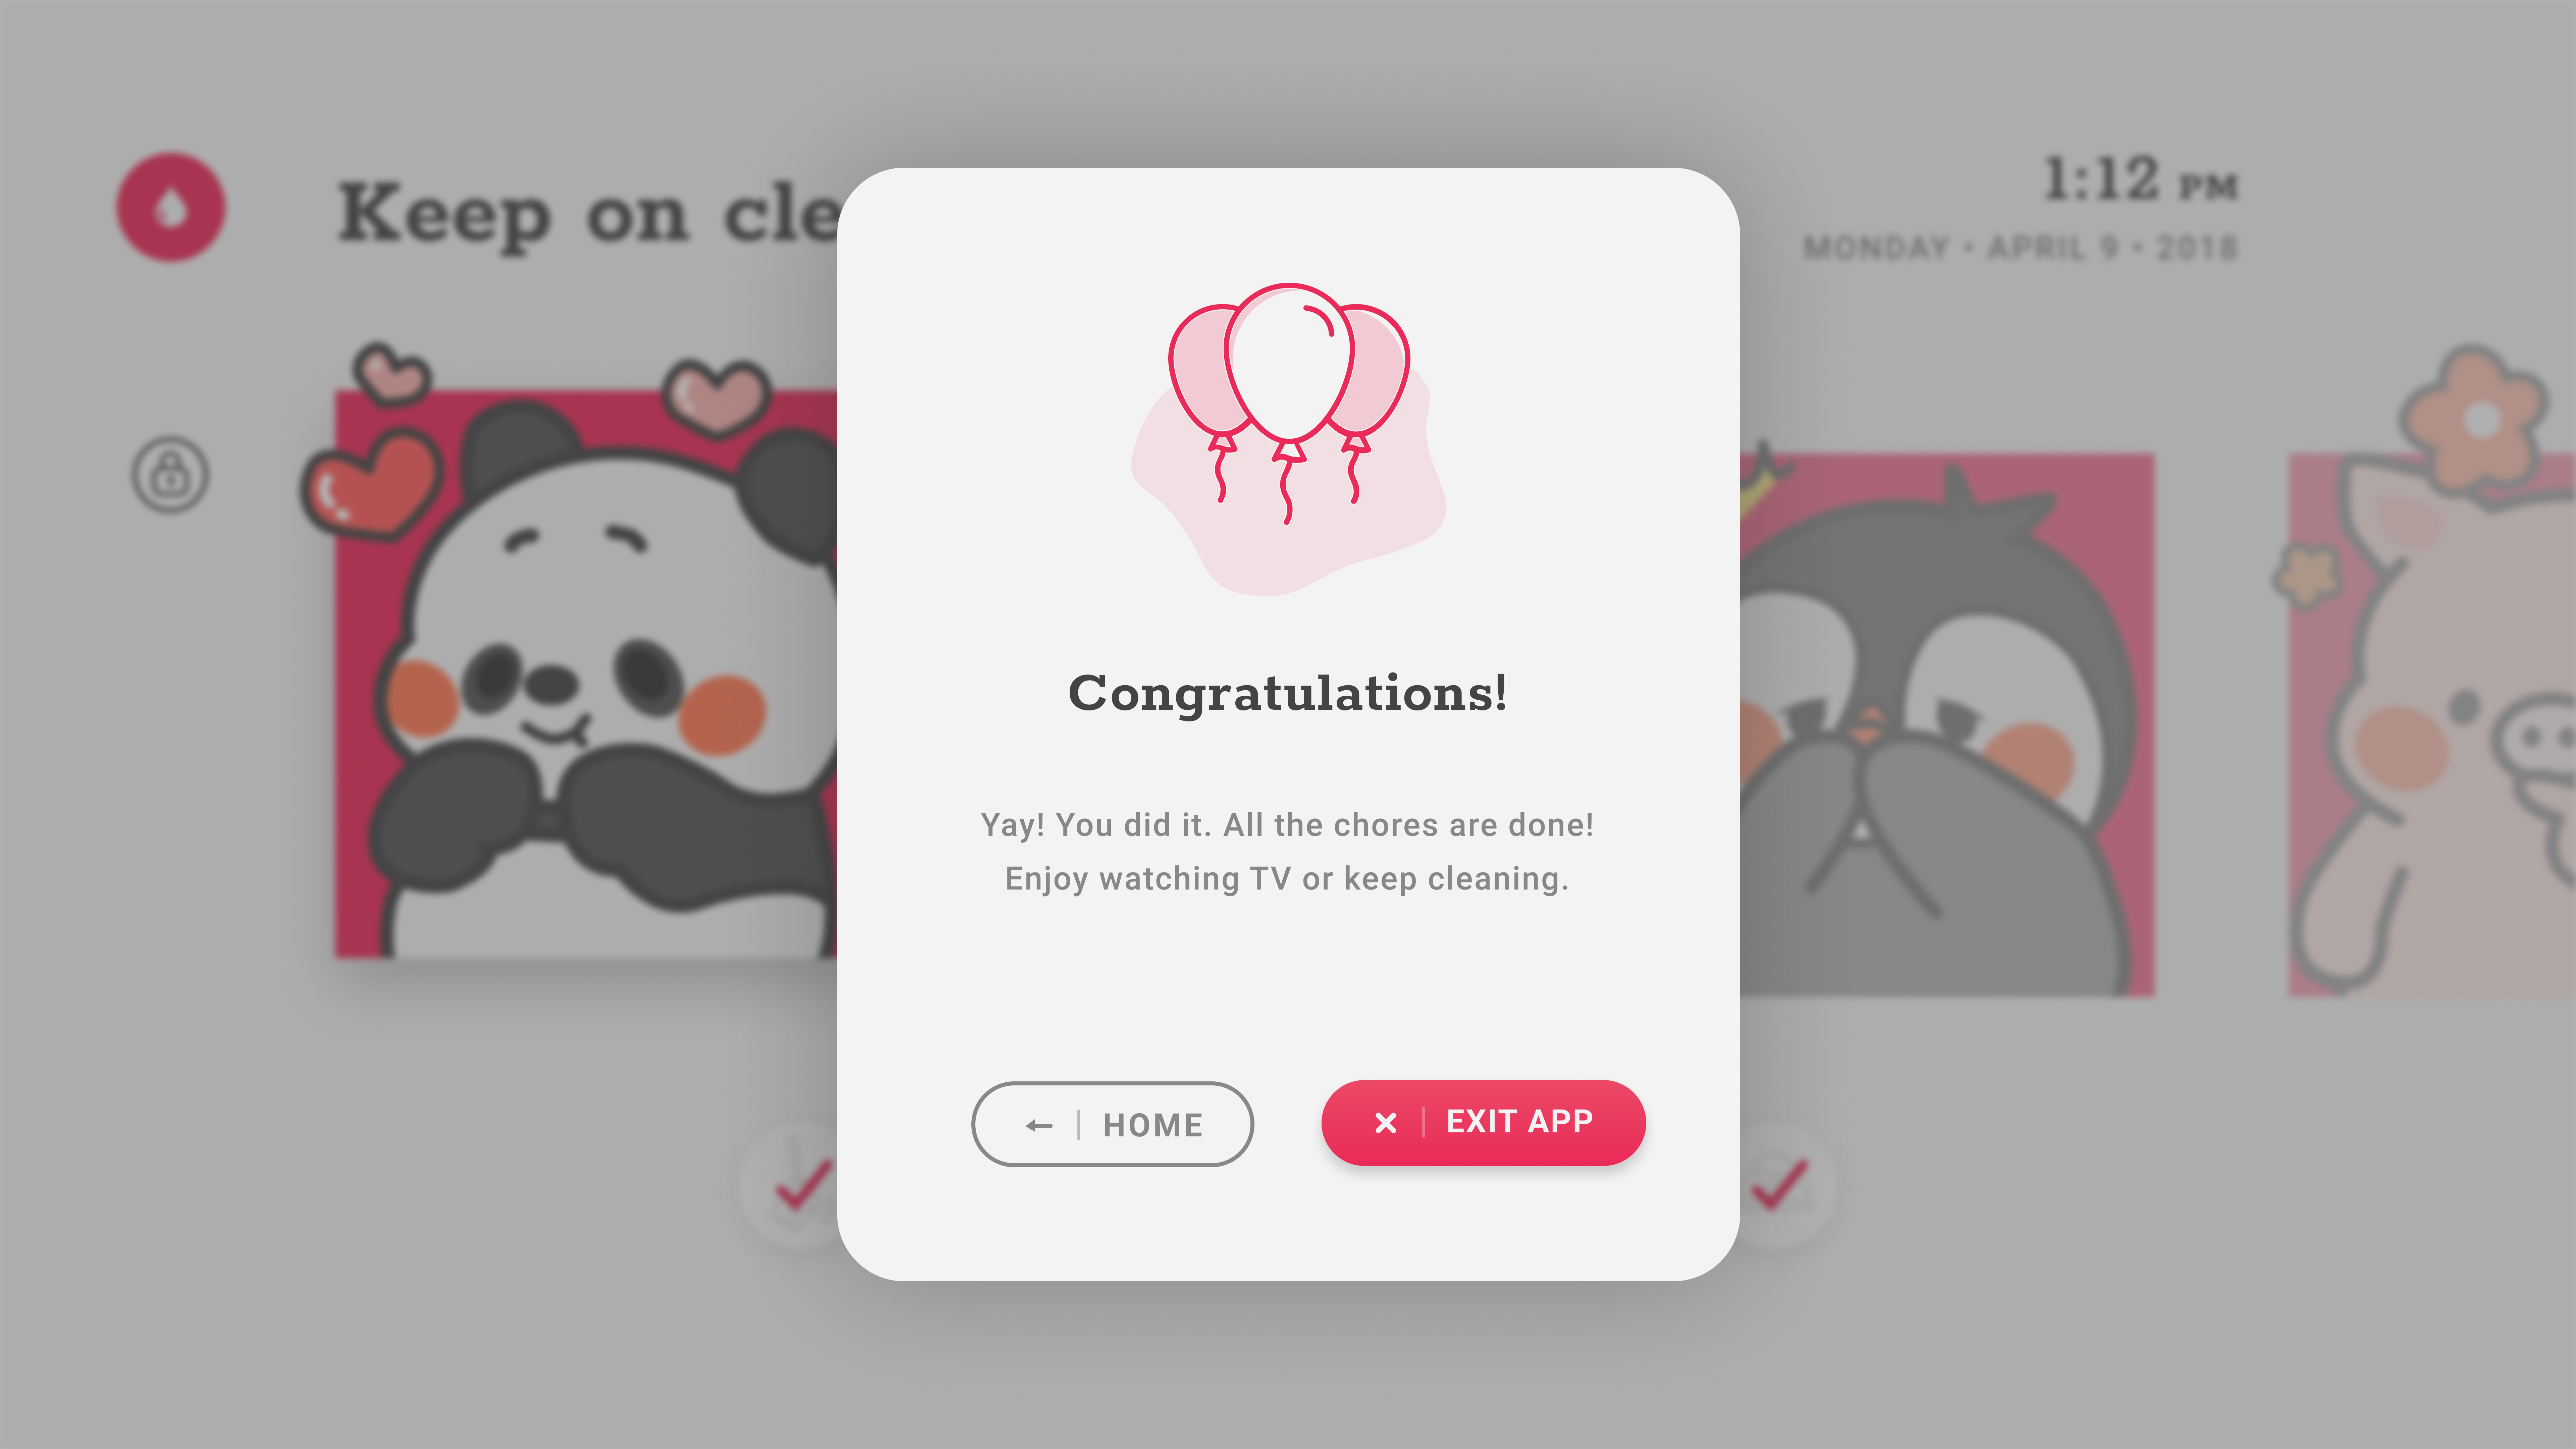 Keep on
1:12 PM
MONDAY • APRIL 9 • 2018
Congratulations!
Yay! You did it. All the chores are done!
Enjoy watching TV or keep cleaning.
HOME
EXIT APP